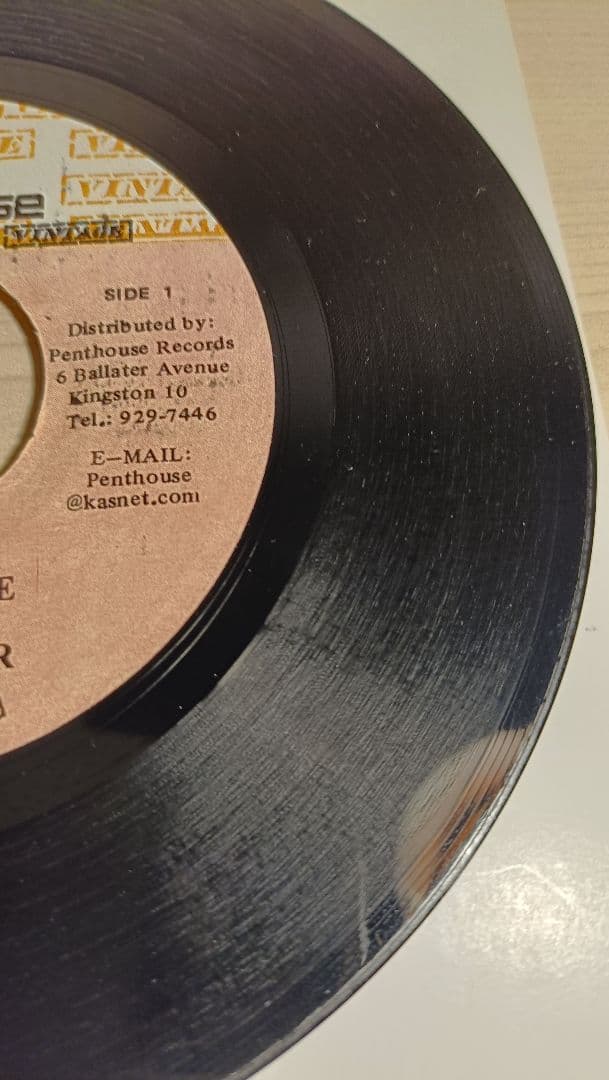 se
VINTAGE
SIDE 1
Distributed by:
Penthouse Records
6 Ballater Avenue
Kingston 10
Tel.: 929-7446
E-MAIL:
Penthouse
@kasnet.com
E
R